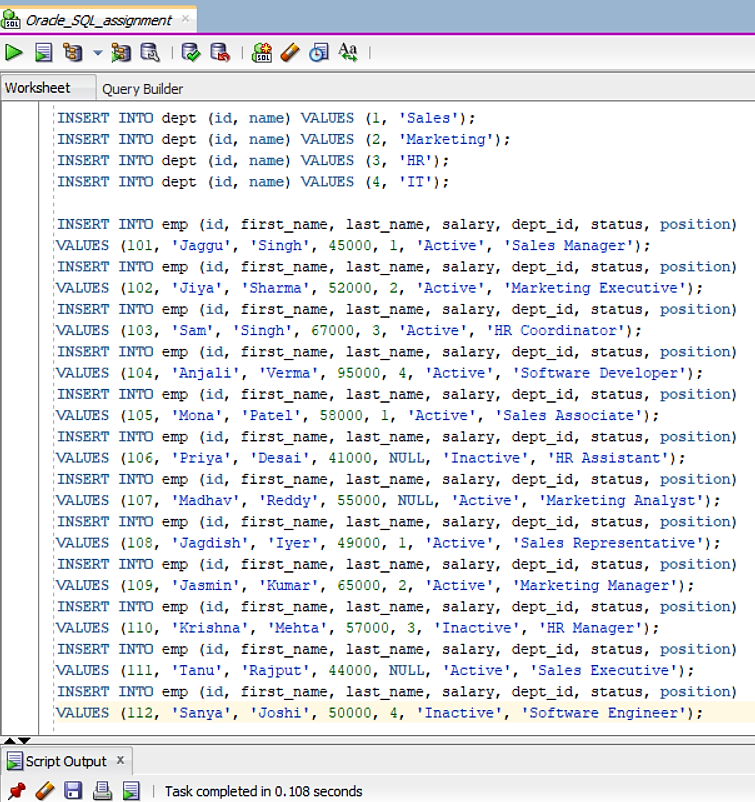 Oracle_SQL_assignment
Worksheet Query Builder
INSERT INTO dept (id, name) VALUES (1, 'Sales');
INSERT INTO dept (id, name) VALUES (2, 'Marketing');
INSERT INTO dept (id, name) VALUES (3, 'HR');
INSERT INTO dept (id, name) VALUES (4, 'IT');
INSERT INTO emp (id, first_name, last_name, salary, dept_id, status, position)
VALUES (101, 'Jaggu', 'Singh', 45000, 1, 'Active', 'Sales Manager');
INSERT INTO emp (id, first_name, last_name, salary, dept_id, status, position)
VALUES (102, 'Jiya', 'Sharma', 52000, 2, 'Active', 'Marketing Executive');
INSERT INTO emp (id, first_name, last_name, salary, dept_id, status, position)
VALUES (103, 'Sam', 'Singh', 67000, 3, 'Active', 'HR Coordinator');
INSERT INTO emp (id, first_name, last_name, salary, dept_id, status, position)
VALUES (104, 'Anjali', 'Verma', 95000, 4, 'Active', 'Software Developer');
INSERT INTO emp (id, first_name, last_name, salary, dept_id, status, position)
VALUES (105, 'Mona', 'Patel', 58000, 1, 'Active', 'Sales Associate');
INSERT INTO emp (id, first_name, last_name, salary, dept_id, status, position)
VALUES (106, 'Priya', 'Desai', 41000, NULL, 'Inactive', 'HR Assistant');
INSERT INTO emp (id, first_name, last_name, salary, dept_id, status, position)
VALUES (107, 'Madhav', 'Reddy', 55000, NULL, 'Active', 'Marketing Analyst');
INSERT INTO emp (id, first_name, last_name, salary, dept_id, status, position)
VALUES (108, 'Jagdish', 'Iyer', 49000, 1, 'Active', 'Sales Representative');
INSERT INTO emp (id, first_name, last_name, salary, dept_id, status, position)
VALUES (109, 'Jasmin', 'Kumar', 65000, 2, 'Active', 'Marketing Manager');
INSERT INTO emp (id, first_name, last_name, salary, dept_id, status, position)
VALUES (110, 'Krishna', 'Mehta', 57000, 3, 'Inactive', 'HR Manager');
INSERT INTO emp (id, first_name, last_name, salary, dept_id, status, position)
VALUES (111, 'Tanu', 'Rajput', 44000, NULL, 'Active', 'Sales Executive');
INSERT INTO emp (id, first_name, last_name, salary, dept_id, status, position)
VALUES (112, 'Sanya', 'Joshi', 50000, 4, 'Inactive', 'Software Engineer');
Script Output x
Task completed in 0.108 seconds